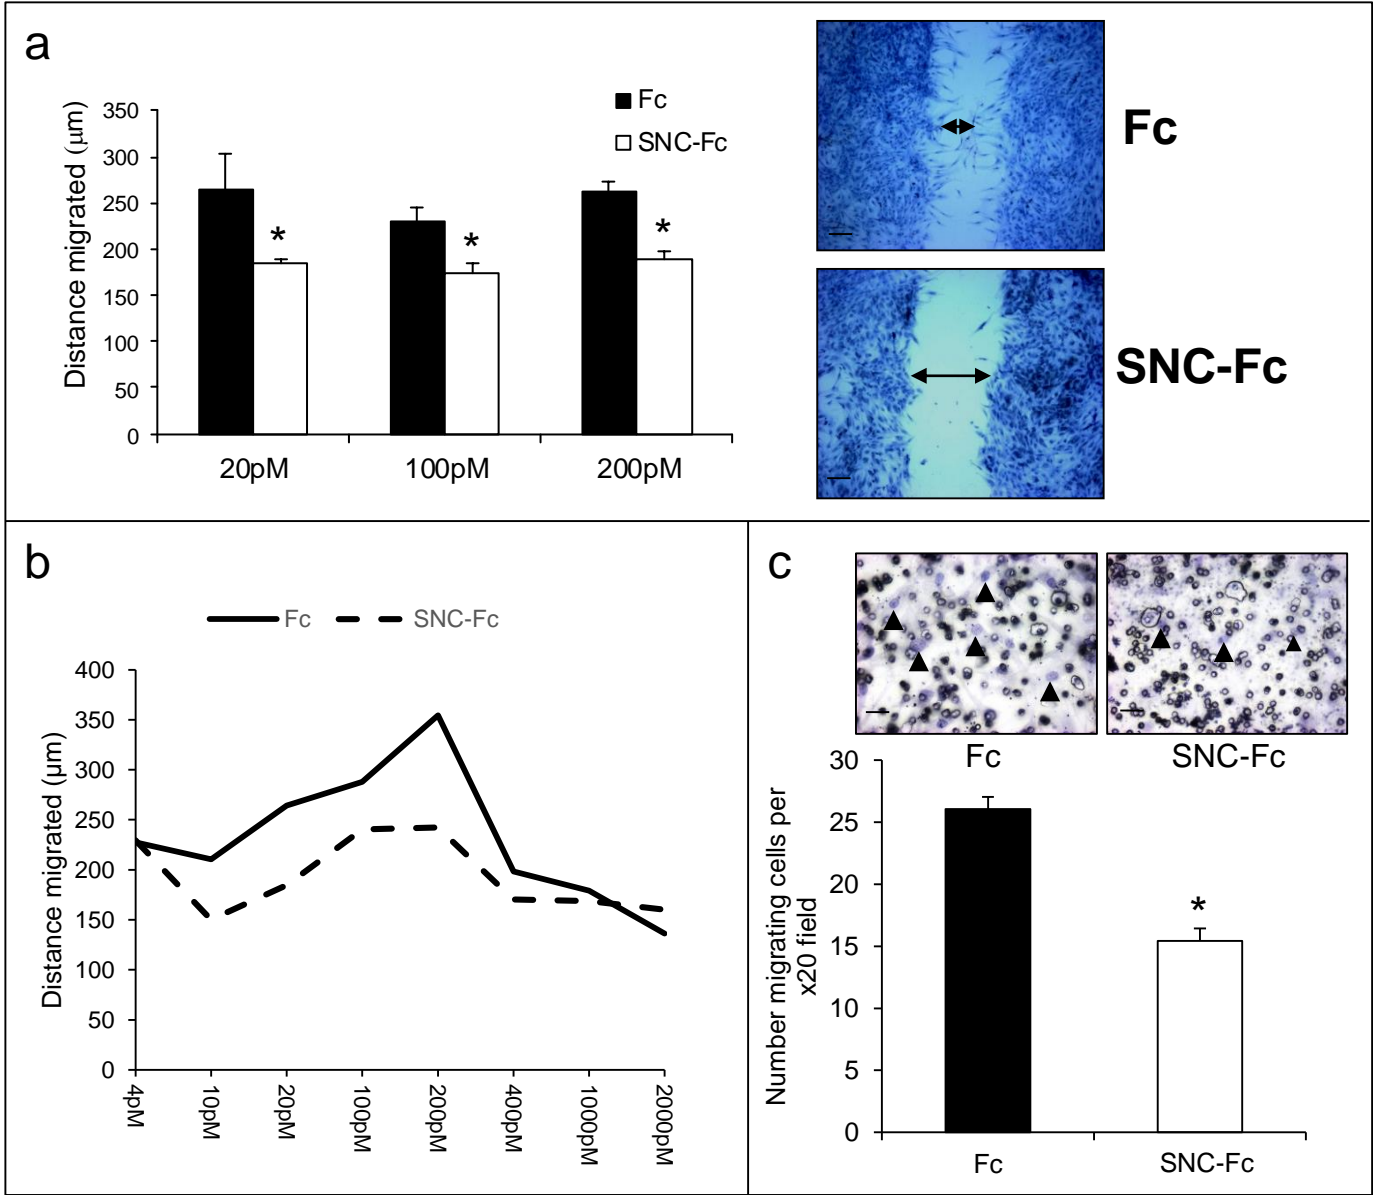 a
Distance migrated (μm)
350
300
250
200
150
100
50
0
Fc
SNC-Fc
*
*
*
20pM
100pM
200pM
Fc
SNC-Fc
b
Fc
SNC-Fc
Distance migrated (μm)
400
350
300
250
200
150
100
50
0
4pM
10pM
20pM
100pM
200pM
400pM
1000pM
2000pM
c
Fc
SNC-Fc
Number migrating cells per
x20 field
30
25
20
15
10
5
0
*
Fc
SNC-Fc